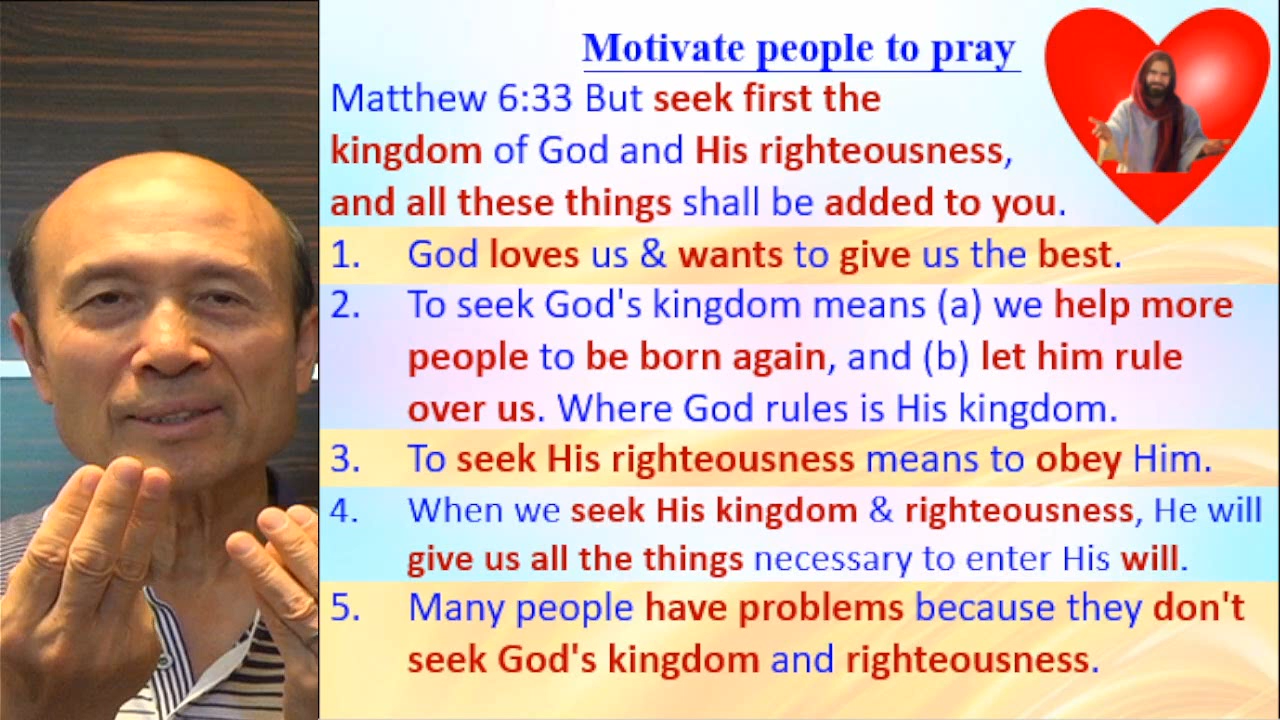 Motivate people to pray
Matthew 6:33 But seek first the
kingdom of God and His righteousness,
and all these things shall be added to you.
1. God loves us & wants to give us the best.
2. To seek God's kingdom means (a) we help more
people to be born again, and (b) let him rule
over us. Where God rules is His kingdom.
3. To seek His righteousness means to obey Him.
4. When we seek His kingdom & righteousness, He will
give us all the things necessary to enter His will.
5. Many people have problems because they don't
seek God's kingdom and righteousness.